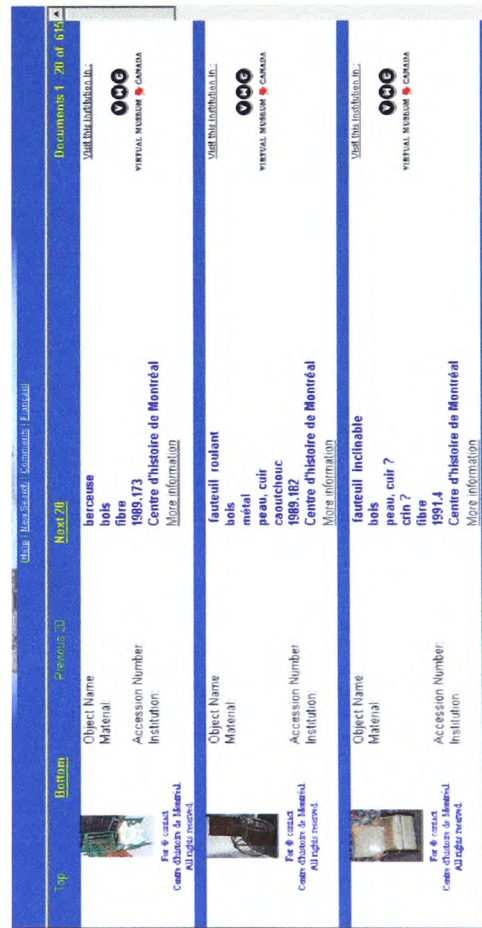 [Help | New Search | Comments | Français]
Top Bottom Previous 20 Next 20 Documents 1 - 20 of 615
Object Name berceuse
Material: bois
fibre
Accession Number 1989.173
Institution: Centre d'histoire de Montréal
More information
Visit this institution in :
VMC
VIRTUAL MUSEUM CANADA
For © contact
Centre d'histoire de Montréal.
All rights reserved.
Object Name fauteuil roulant
Material: bois
métal
peau, cuir
caoutchouc
Accession Number 1989.182
Institution: Centre d'histoire de Montréal
More information
Visit this institution in :
VMC
VIRTUAL MUSEUM CANADA
For © contact
Centre d'histoire de Montréal.
All rights reserved.
Object Name fauteuil inclinable
Material: bois
peau, cuir ?
crin ?
fibre
Accession Number 1991.4
Institution: Centre d'histoire de Montréal
More information
Visit this institution in :
VMC
VIRTUAL MUSEUM CANADA
For © contact
Centre d'histoire de Montréal.
All rights reserved.